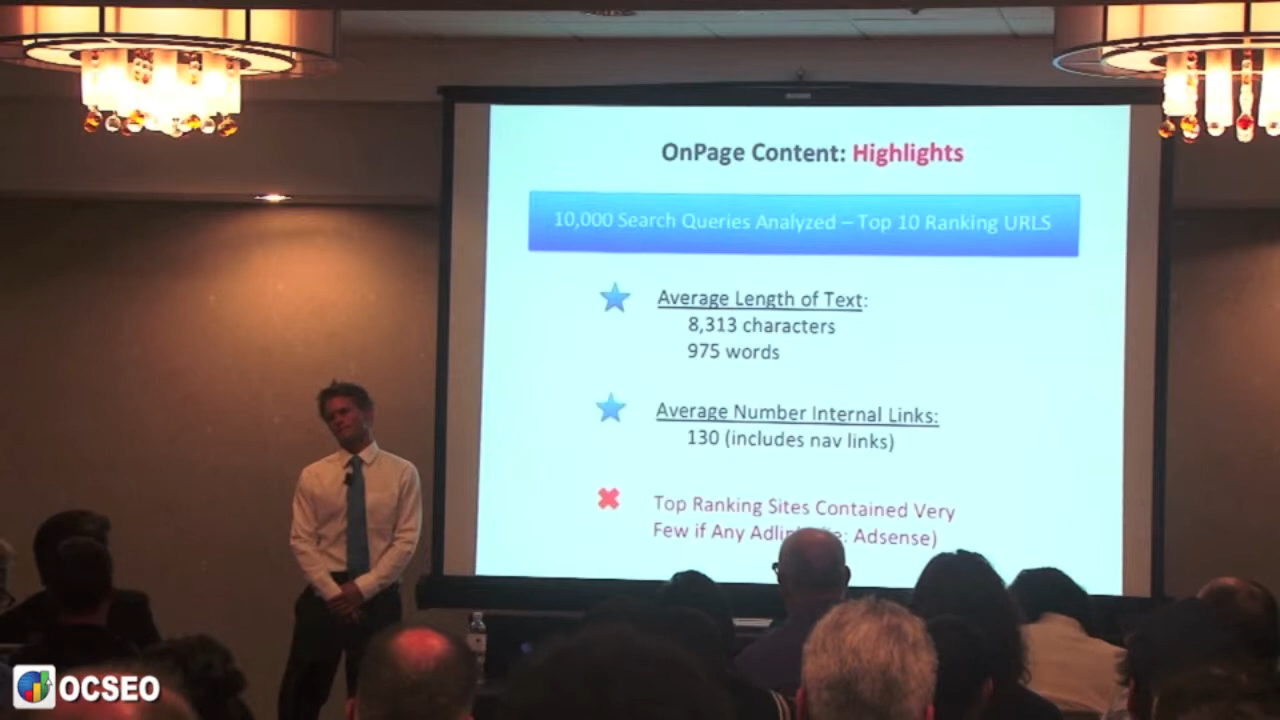 OnPage Content: Highlights
10,000 Search Queries Analyzed – Top 10 Ranking URLS
Average Length of Text:
8,313 characters
975 words
Average Number Internal Links:
130 (includes nav links)
Top Ranking Sites Contained Very
Few if Any : Adsense)
OCSEO